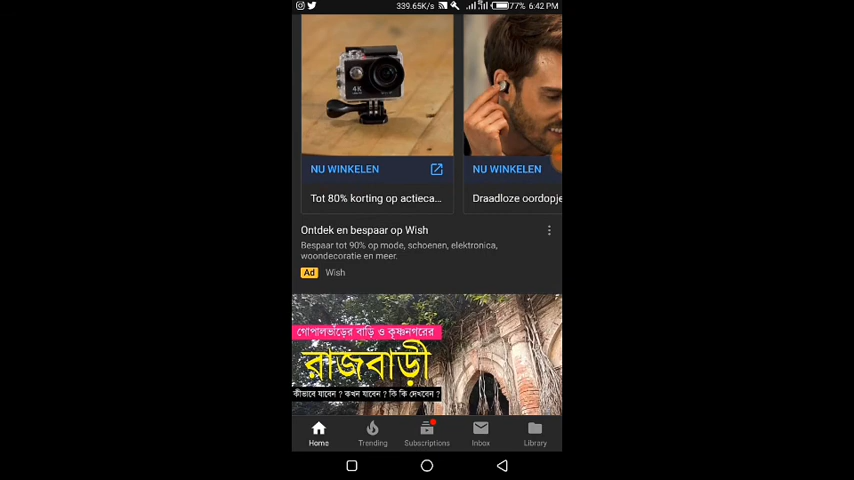 339.65K/s 77% 6:42 PM
4K
NU WINKELEN
NU WINKELEN
Tot 80% korting op actieca...
Draadloze oordopje
Ontdek en bespaar op Wish
Bespaar tot 90% op mode, schoenen, elektronica,
woondecoratie en meer.
Ad Wish
গোপালভাঁড়ের বাড়ি ও কৃষ্ণনগরের
রাজবাড়ী
কীভাবে যাবেন ? কখন যাবেন ? কি কি দেখবেন ?
Home Trending Subscriptions Inbox Library